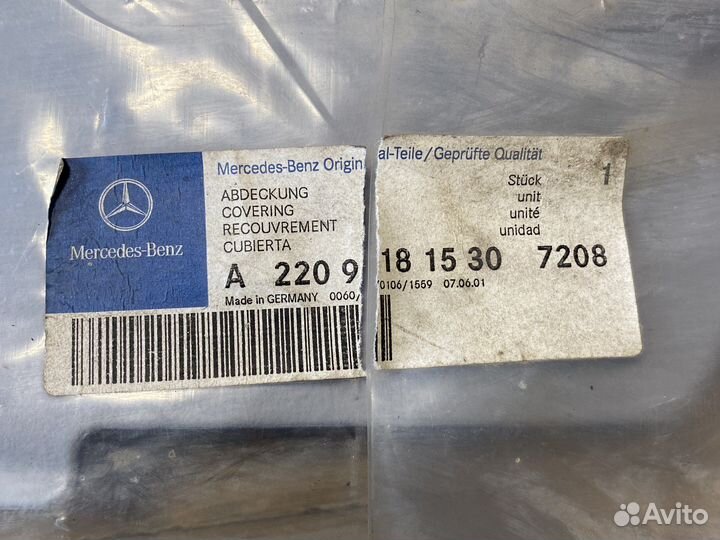 Mercedes-Benz Origin al-Teile/Geprüfte Qualität
Mercedes-Benz
ABDECKUNG
COVERING
RECOUVREMENT
CUBIERTA
Stück 1
unit
unité
unidad
A 220 9 18 15 30 7208
Made in GERMANY 0060/ /0106/1559 07.06.01
Avito